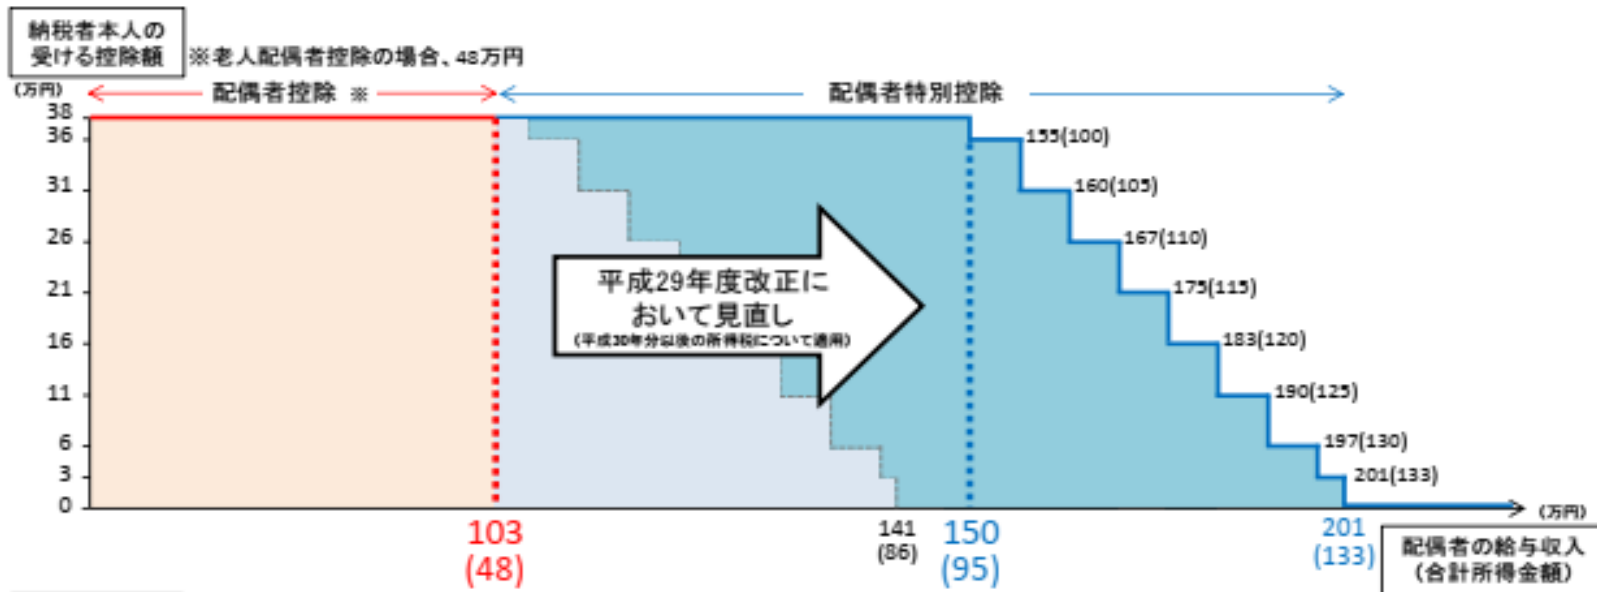 納税者本人の
受ける控除額
※老人配偶者控除の場合、48万円
(万円)
配偶者控除 ※
配偶者特別控除
38
36
31
26
21
16
11
6
3
0
155(100)
160(105)
167(110)
175(115)
183(120)
190(125)
197(130)
201(133)
平成29年度改正に
おいて見直し
(平成30年分以後の所得税について適用)
103
(48)
141
(86)
150
(95)
201
(133)
(万円)
配偶者の給与収入
(合計所得金額)